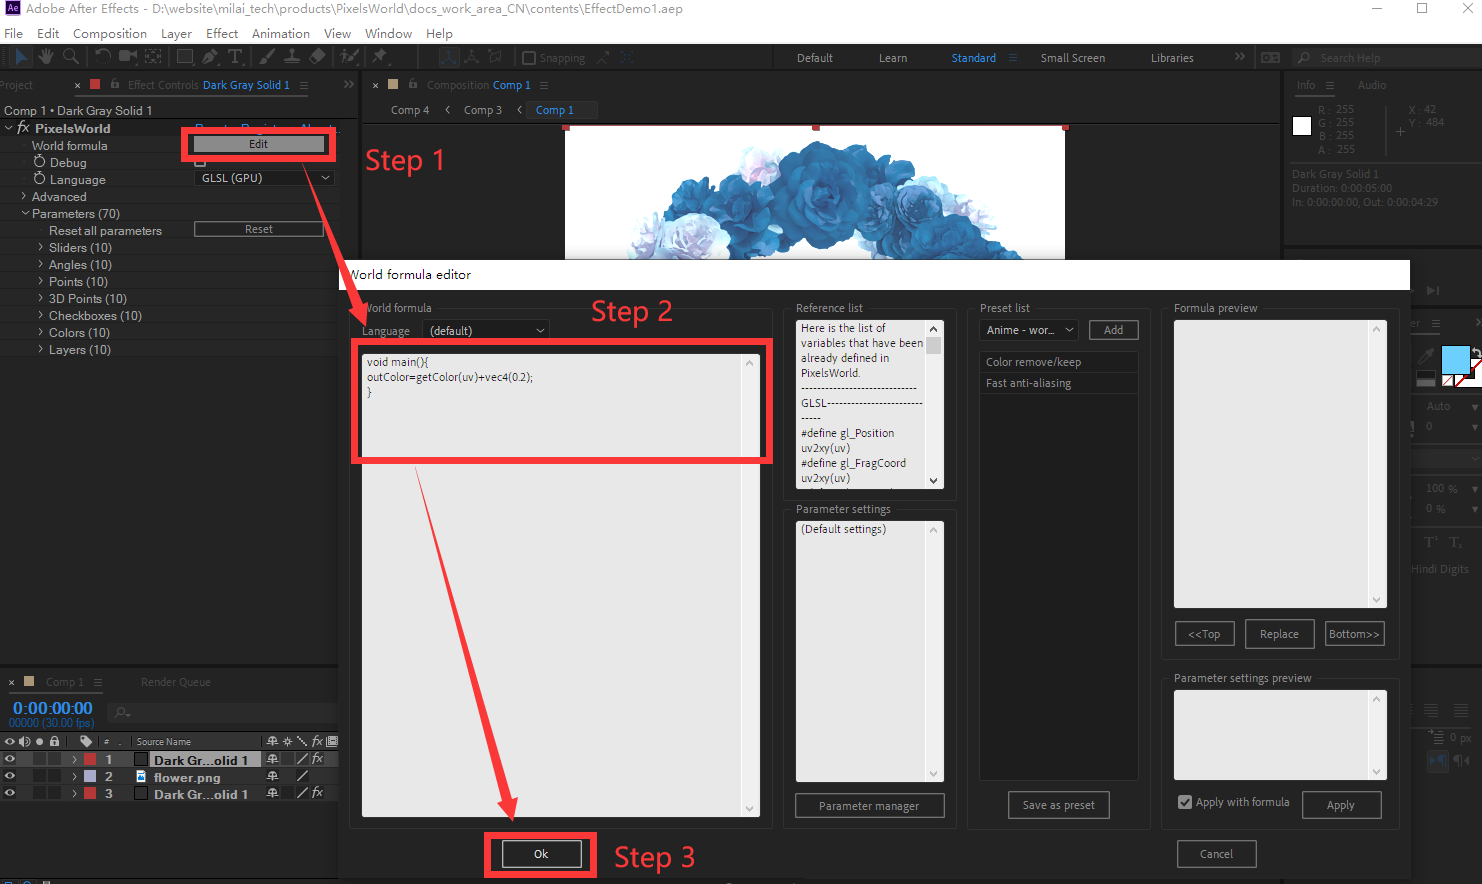 Ae Adobe After Effects - D:\website\milai_tech\products\PixelsWorld\docs_work_area_CN\contents\EffectDemo1.aep
File Edit Composition Layer Effect Animation View Window Help
Snapping
Default Learn Standard Small Screen Libraries Search Help
Project
Effect Controls Dark Gray Solid 1
Comp 1 • Dark Gray Solid 1
fx PixelsWorld
World formula Edit
Debug
Language GLSL (GPU)
Advanced
Parameters (70)
Reset all parameters Reset
Sliders (10)
Angles (10)
Points (10)
3D Points (10)
Checkboxes (10)
Colors (10)
Layers (10)
Step 1
Composition Comp 1
Comp 4 < Comp 3 < Comp 1
Info Audio
R : 255
G : 255
B : 255
A : 255
X : 42
Y : 484
Dark Gray Solid 1
Duration: 0:00:05:00
In: 0:00:00:00, Out: 0:00:04:29
World formula editor
World formula
Language (default)
Step 2
void main(){
outColor=getColor(uv)+vec4(0.2);
}
Reference list
Here is the list of
variables that have been
already defined in
PixelsWorld.
-----------------------------
GLSL------------------------
-----
#define gl_Position
uv2xy(uv)
#define gl_FragCoord
uv2xy(uv)
Parameter settings
(Default settings)
Parameter manager
Preset list
Anime - wor... Add
Color remove/keep
Fast anti-aliasing
Save as preset
Formula preview
<<Top Replace Bottom>>
Parameter settings preview
Apply with formula Apply
Ok
Step 3
Cancel
Auto
0
100 %
0 %
Hindi Digits
0 px
Comp 1 Render Queue
0:00:00:00
00000 (30.00 fps)
# Source Name fx
1 Dark Gr...olid 1 fx
2 flower.png
3 Dark Gr...olid 1 fx